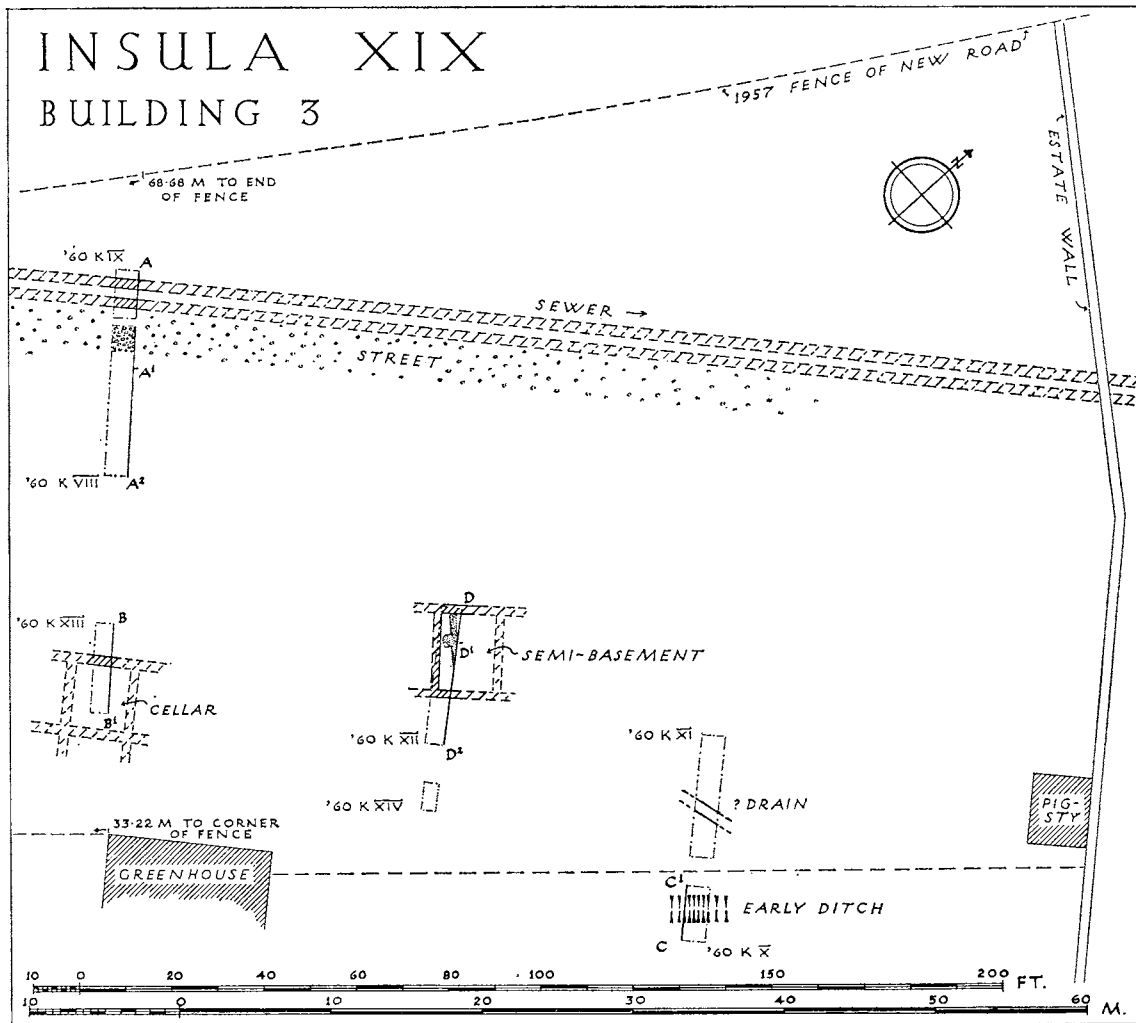 INSULA XIX
BUILDING 3
1957 FENCE OF NEW ROAD
68·68 M TO END
OF FENCE
N
ESTATE WALL
'60 K IX
A
SEWER →
STREET
A¹
'60 K VIII
A²
'60 K XIII
B
D
D¹
SEMI-BASEMENT
CELLAR
B¹
'60 K XII
D²
'60 K XI
'60 K XIV
? DRAIN
PIG-
STY
33·22 M TO CORNER
OF FENCE
GREENHOUSE
C¹
EARLY DITCH
C
'60 K X
10 0 20 40 60 80 100 150 200 FT.
10 0 10 20 30 40 50 60 M.